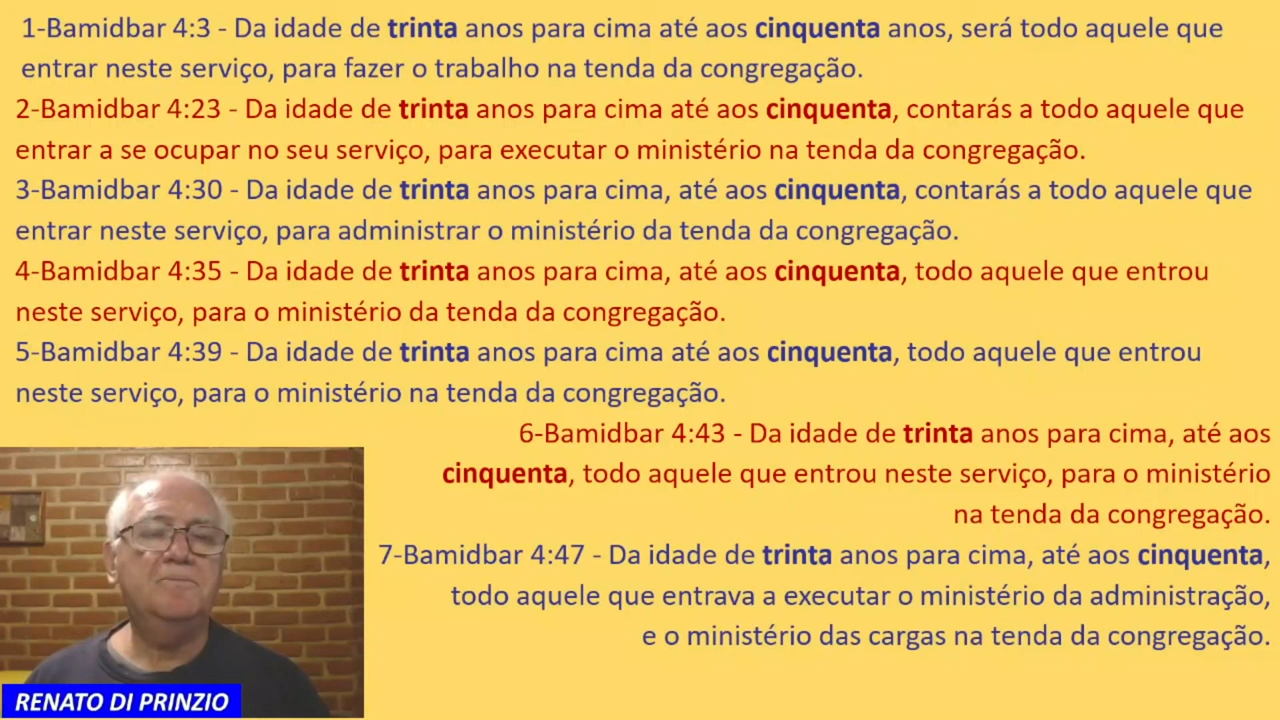 1-Bamidbar 4:3 - Da idade de trinta anos para cima até aos cinquenta anos, será todo aquele que
entrar neste serviço, para fazer o trabalho na tenda da congregação.
2-Bamidbar 4:23 - Da idade de trinta anos para cima até aos cinquenta, contarás a todo aquele que
entrar a se ocupar no seu serviço, para executar o ministério na tenda da congregação.
3-Bamidbar 4:30 - Da idade de trinta anos para cima, até aos cinquenta, contarás a todo aquele que
entrar neste serviço, para administrar o ministério da tenda da congregação.
4-Bamidbar 4:35 - Da idade de trinta anos para cima, até aos cinquenta, todo aquele que entrou
neste serviço, para o ministério da tenda da congregação.
5-Bamidbar 4:39 - Da idade de trinta anos para cima até aos cinquenta, todo aquele que entrou
neste serviço, para o ministério na tenda da congregação.
6-Bamidbar 4:43 - Da idade de trinta anos para cima, até aos
cinquenta, todo aquele que entrou neste serviço, para o ministério
na tenda da congregação.
7-Bamidbar 4:47 - Da idade de trinta anos para cima, até aos cinquenta,
todo aquele que entrava a executar o ministério da administração,
e o ministério das cargas na tenda da congregação.
RENATO DI PRINZIO